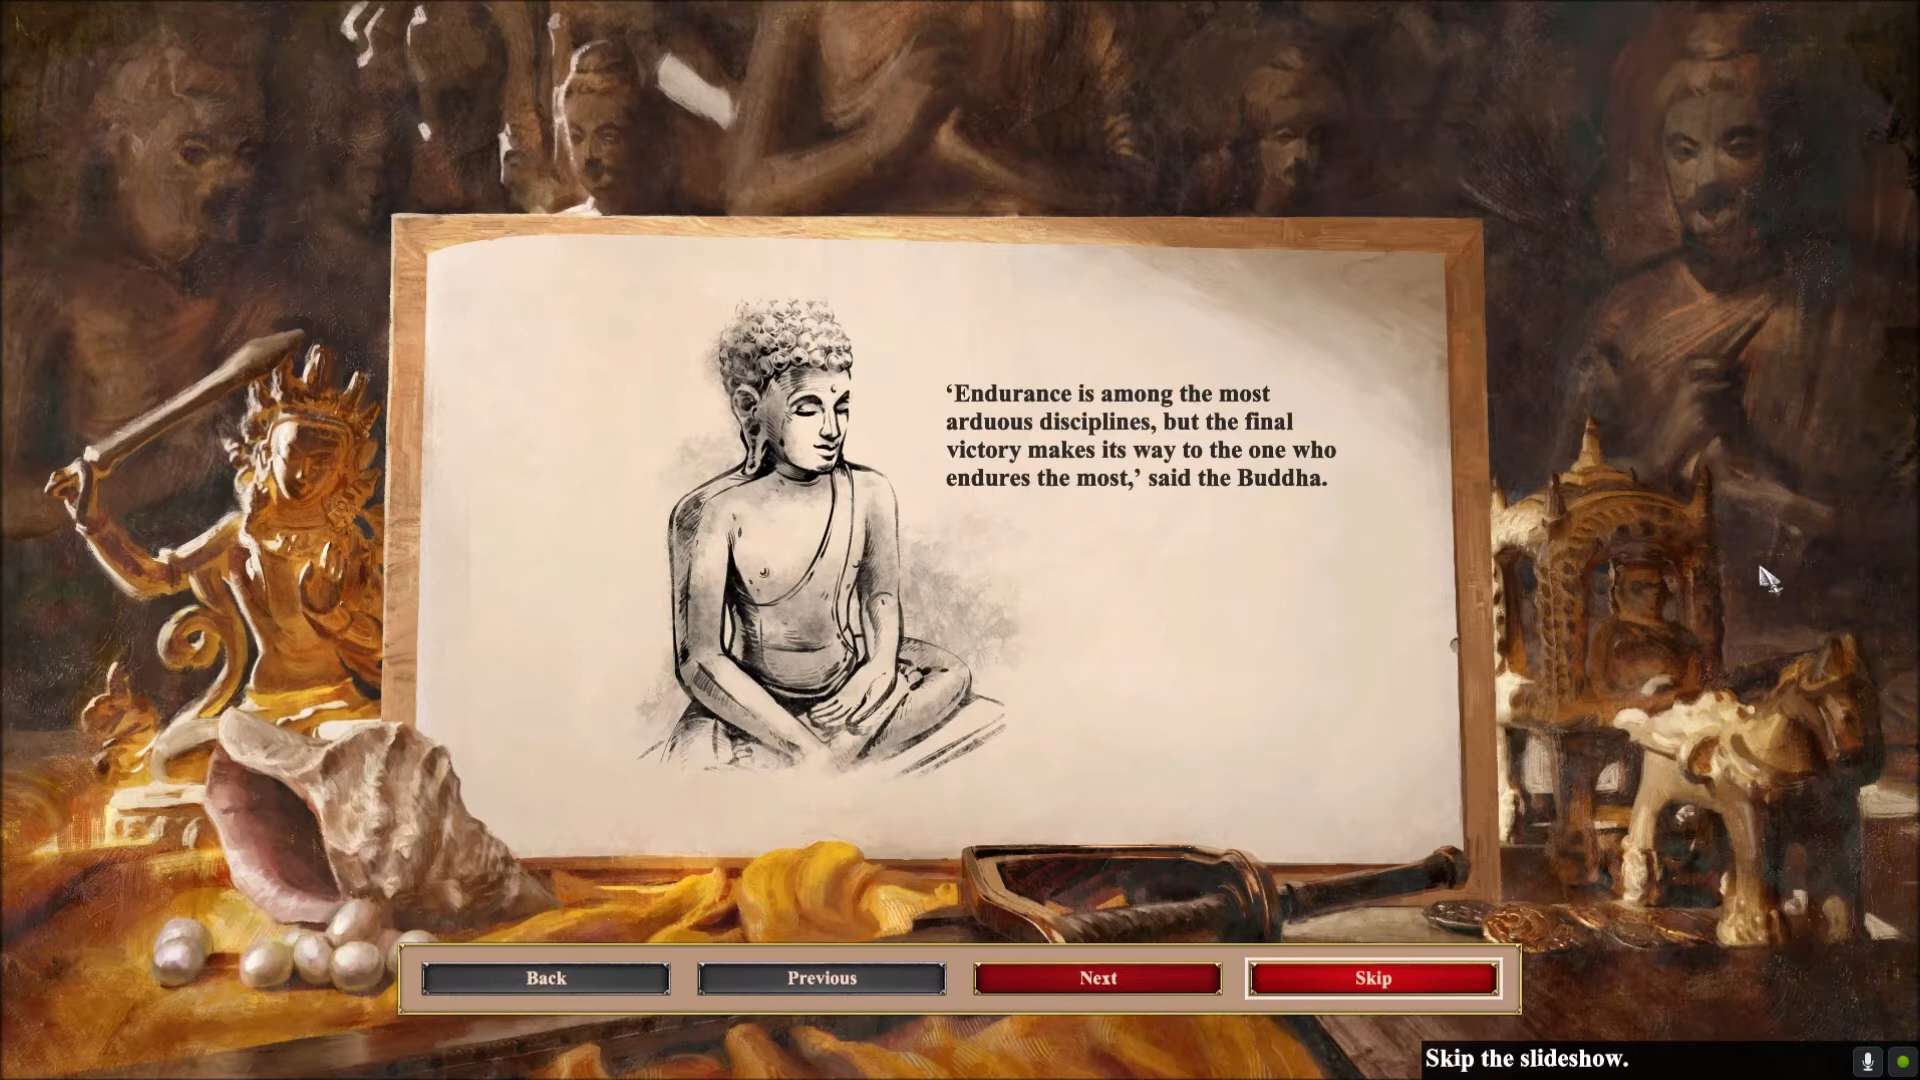 ‘Endurance is among the most
arduous disciplines, but the final
victory makes its way to the one who
endures the most,’ said the Buddha.
Back
Previous
Next
Skip
Skip the slideshow.